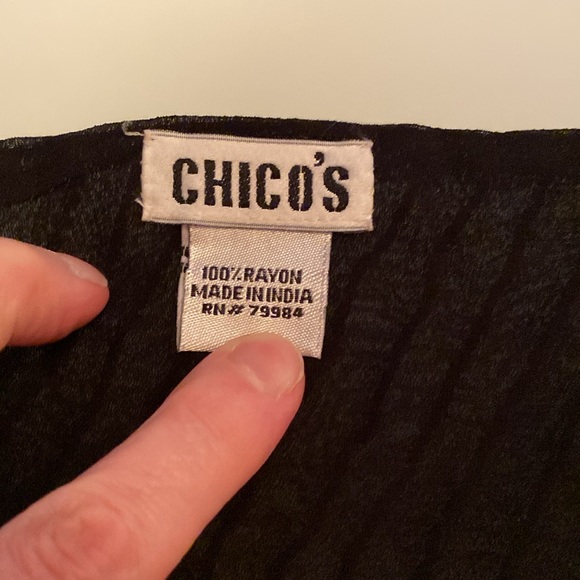 CHICO'S
100% RAYON
MADE IN INDIA
RN# 79984